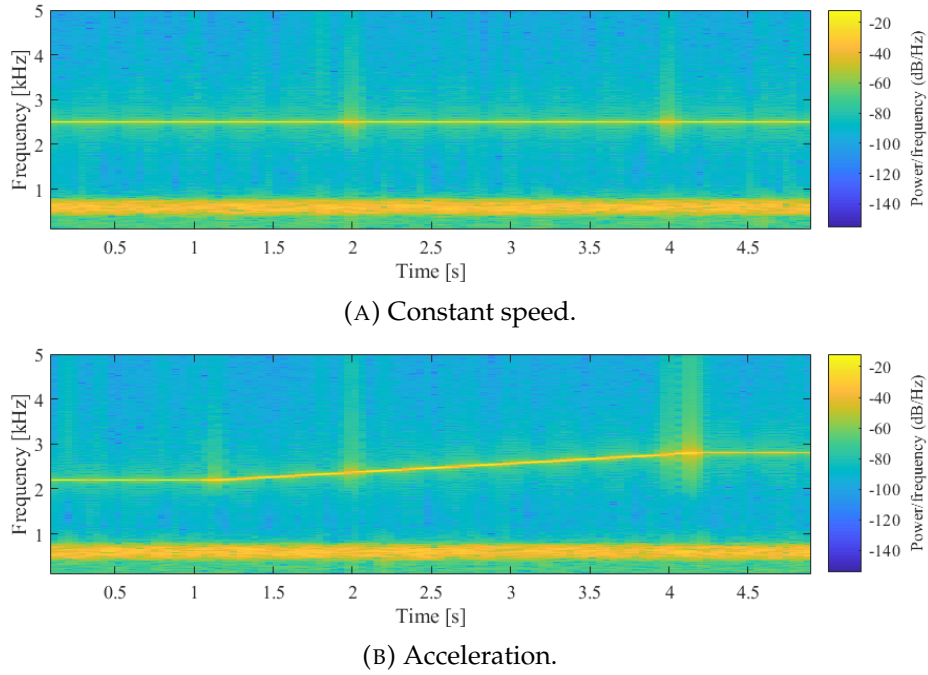 5
4
3
2
1
Frequency [kHz]
0.5 1 1.5 2 2.5 3 3.5 4 4.5
Time [s]
-20
-40
-60
-80
-100
-120
-140
Power/frequency (dB/Hz)
(A) Constant speed.
5
4
3
2
1
Frequency [kHz]
0.5 1 1.5 2 2.5 3 3.5 4 4.5
Time [s]
-20
-40
-60
-80
-100
-120
-140
Power/frequency (dB/Hz)
(B) Acceleration.